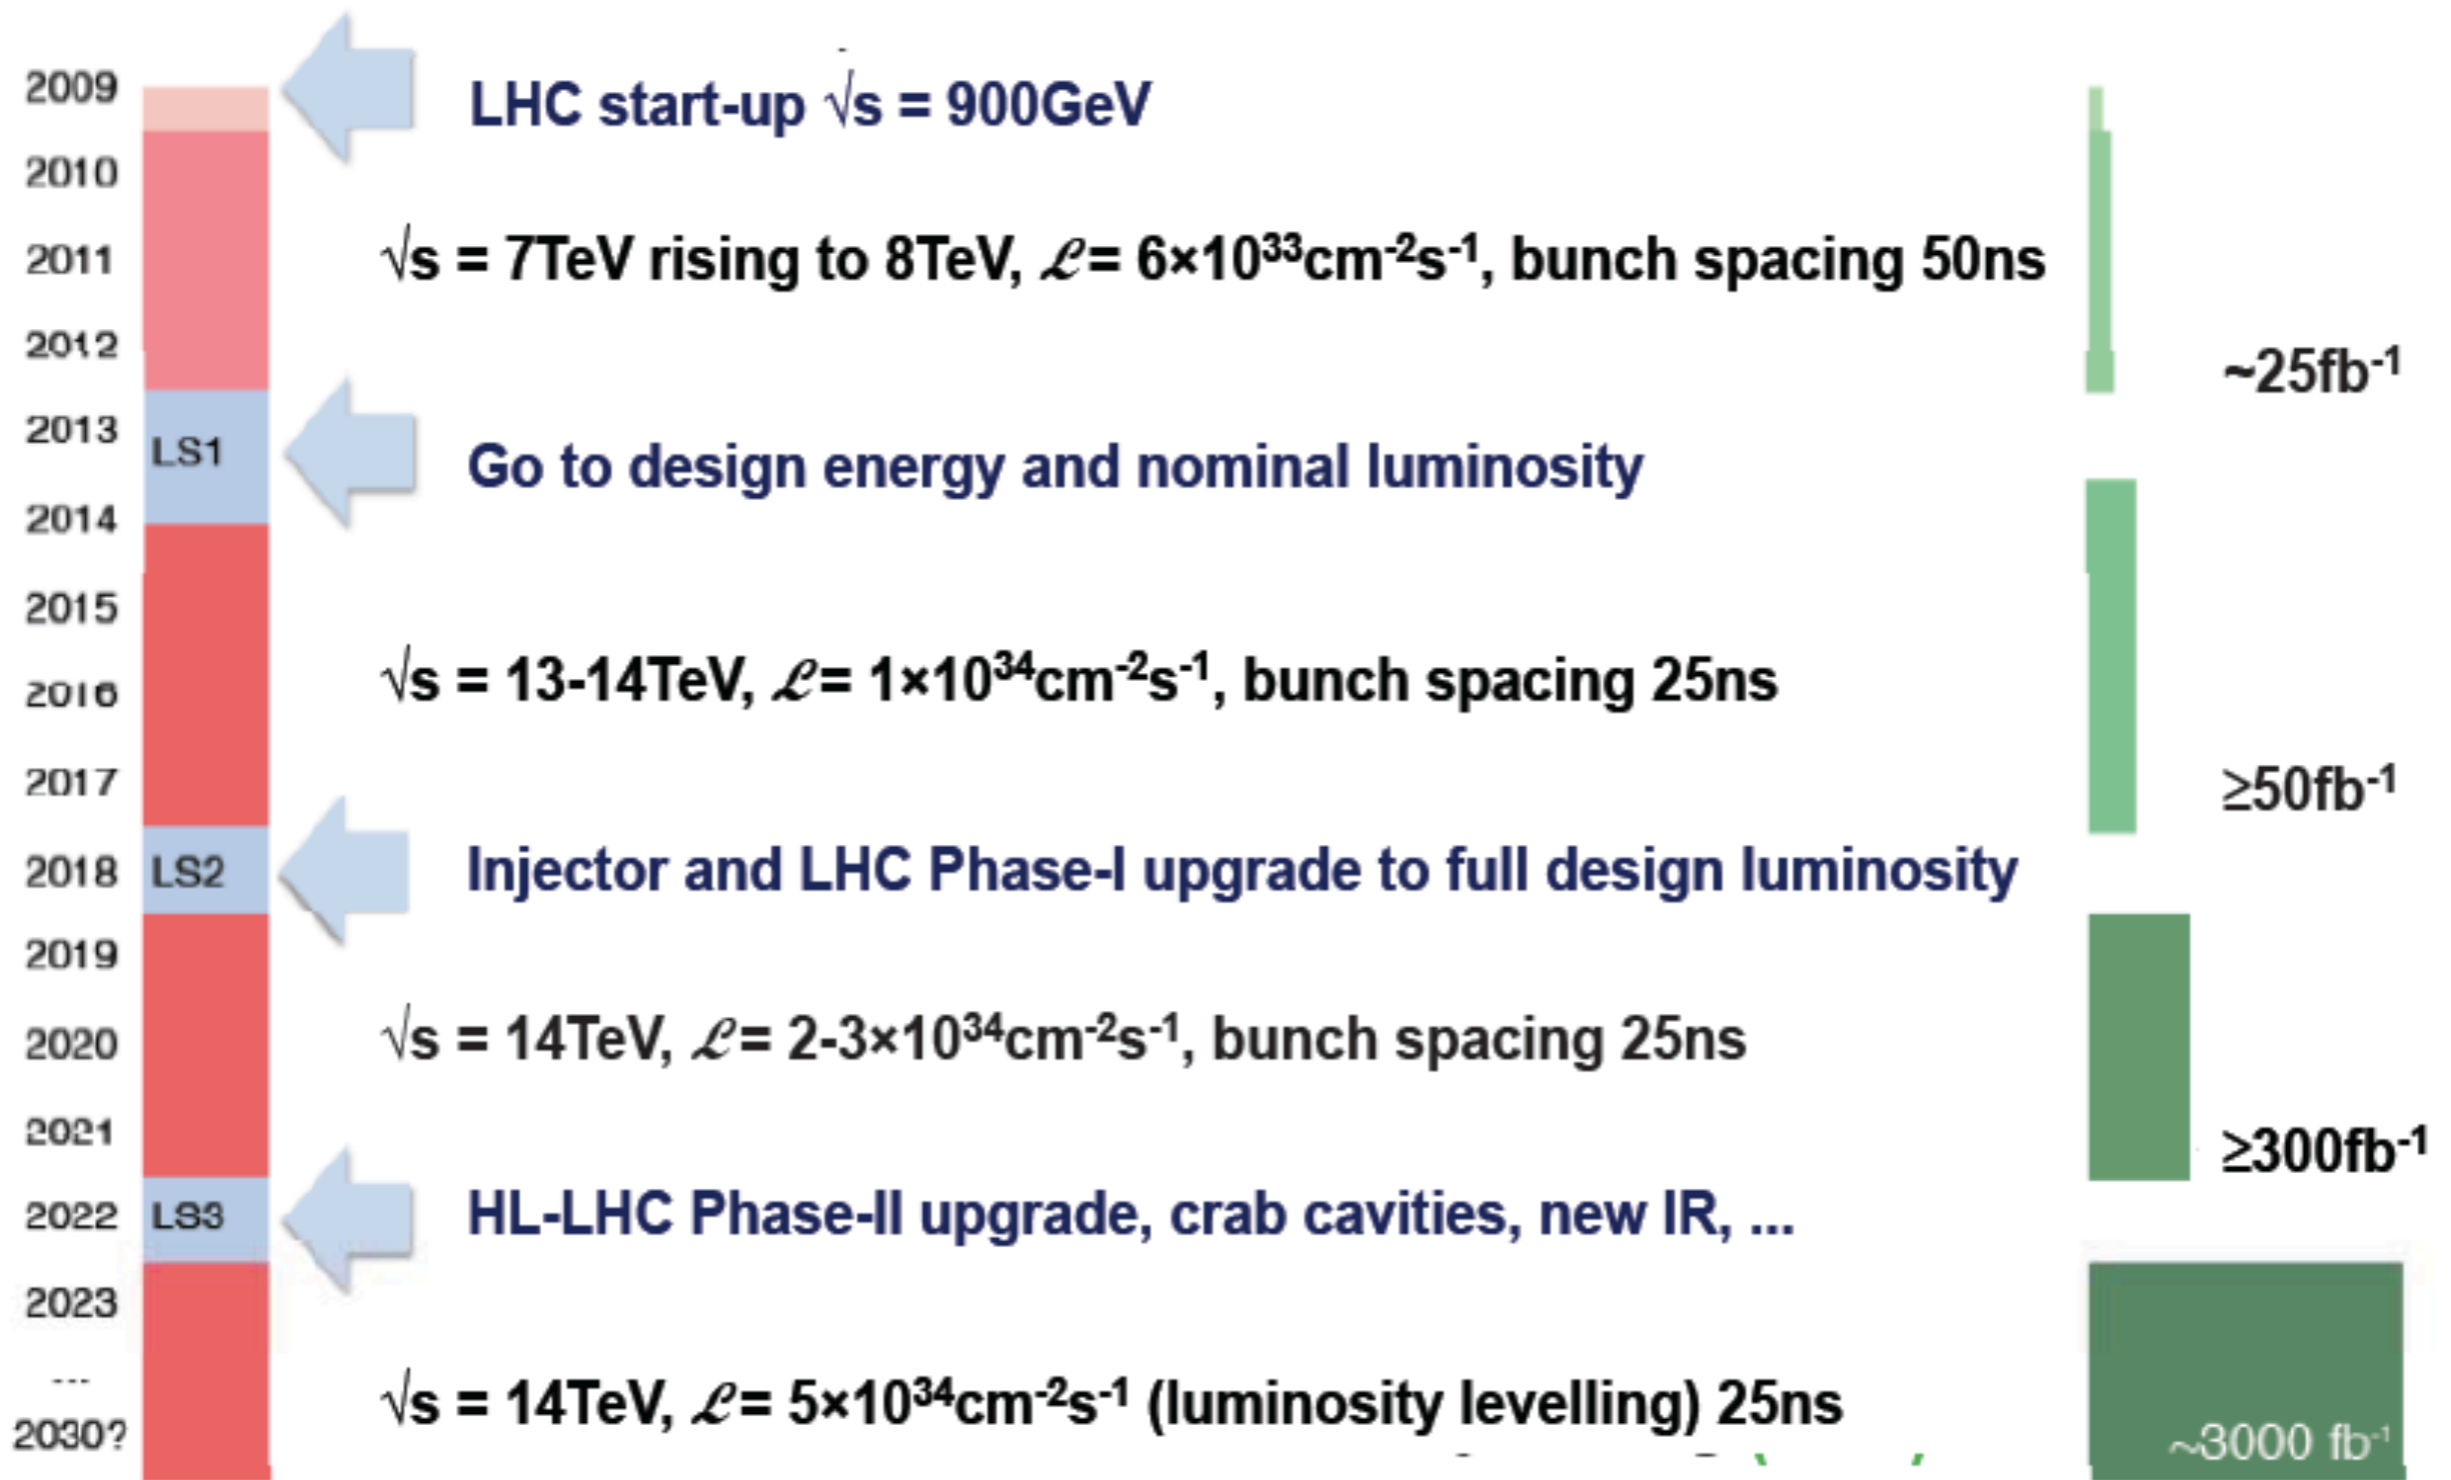 2009
LHC start-up √s = 900GeV
2010
2011
√s = 7TeV rising to 8TeV, ℒ= 6×10³³cm⁻²s⁻¹, bunch spacing 50ns
2012
~25fb⁻¹
2013
LS1
Go to design energy and nominal luminosity
2014
2015
√s = 13-14TeV, ℒ= 1×10³⁴cm⁻²s⁻¹, bunch spacing 25ns
2016
2017
≥50fb⁻¹
2018
LS2
Injector and LHC Phase-I upgrade to full design luminosity
2019
2020
√s = 14TeV, ℒ= 2-3×10³⁴cm⁻²s⁻¹, bunch spacing 25ns
2021
≥300fb⁻¹
2022
LS3
HL-LHC Phase-II upgrade, crab cavities, new IR, ...
2023
---
√s = 14TeV, ℒ= 5×10³⁴cm⁻²s⁻¹ (luminosity levelling) 25ns
2030?
~3000 fb⁻¹